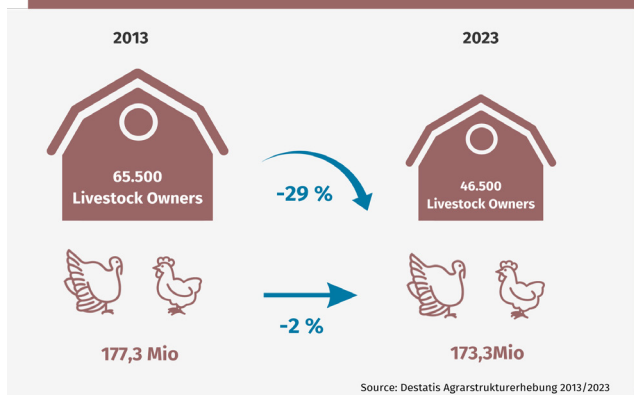 2013
2023
65.500
Livestock Owners
-29 %
46.500
Livestock Owners
-2 %
177,3 Mio
173,3Mio
Source: Destatis Agrarstrukturerhebung 2013/2023